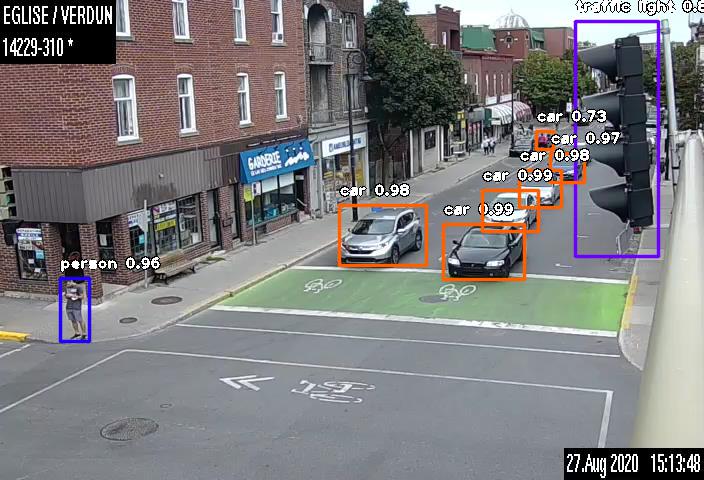 EGLISE / VERDUN
14229-310 *
traffic light 0.8
car 0.73
car 0.97
car 0.98
car 0.99
car 0.98
car 0.99
GARDERIE
person 0.96
27.Aug 2020 15:13:48